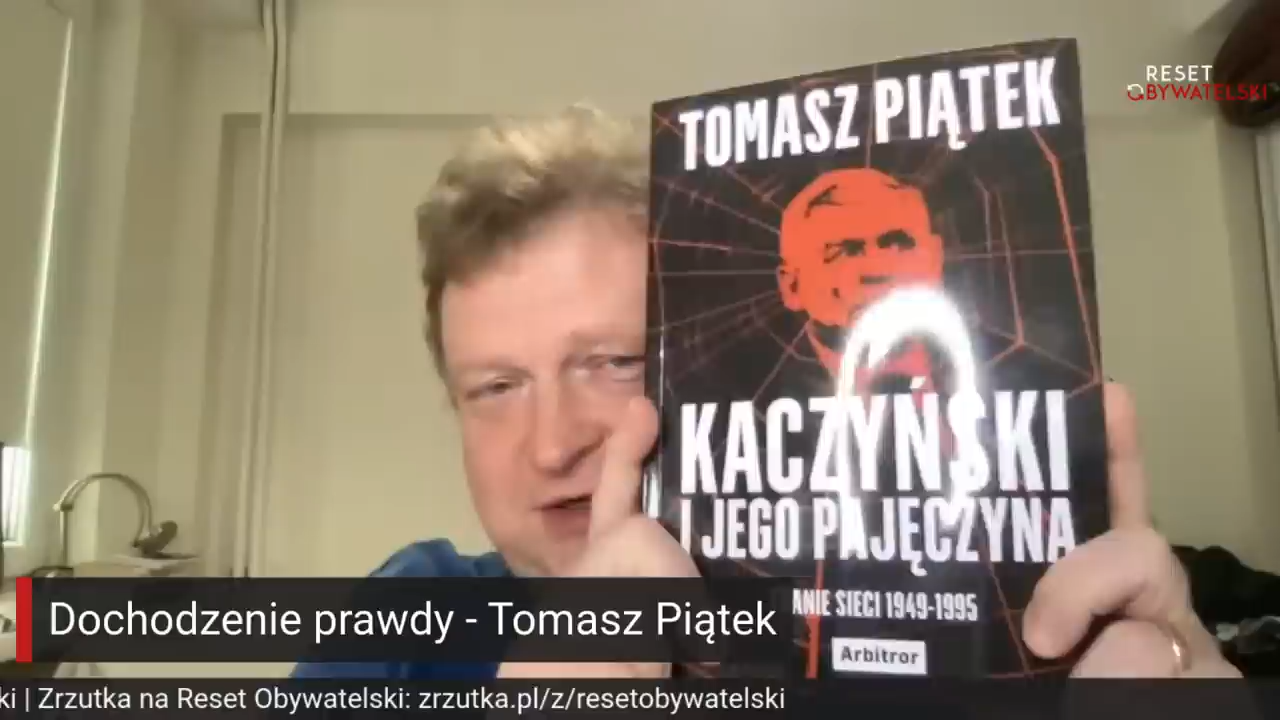 RESET
OBYWATELSKI
TOMASZ PIĄTEK
KACZYŃSKI
I JEGO PAJĘCZYNA
ANIE SIECI 1949-1995
Arbitror
Dochodzenie prawdy - Tomasz Piątek
ki | Zrzutka na Reset Obywatelski: zrzutka.pl/z/resetobywatelski